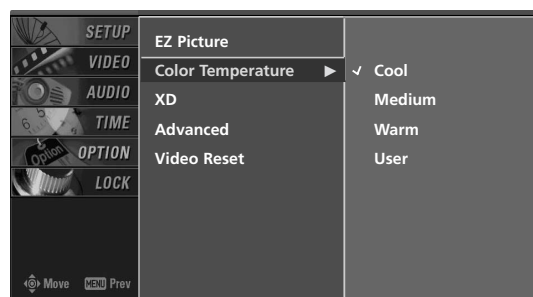 SETUP
VIDEO
AUDIO
TIME
OPTION
LOCK
EZ Picture
Color Temperature ▶
XD
Advanced
Video Reset
✓ Cool
Medium
Warm
User
Option
Move MENU Prev